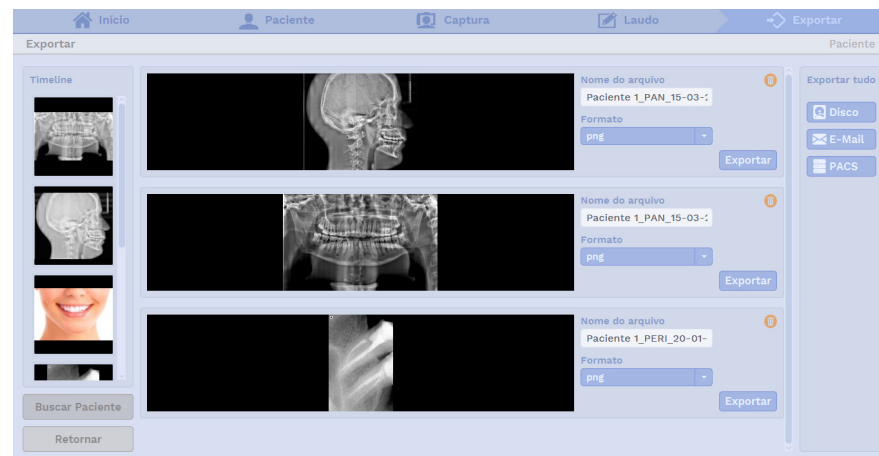 Início
Paciente
Captura
Laudo
Exportar
Exportar
Paciente
Timeline
Nome do arquivo
Paciente 1_PAN_15-03-2
Formato
png
Exportar
Nome do arquivo
Paciente 1_PAN_15-03-2
Formato
png
Exportar
Nome do arquivo
Paciente 1_PERI_20-01-
Formato
png
Exportar
Exportar tudo
Disco
E-Mail
PACS
Buscar Paciente
Retornar